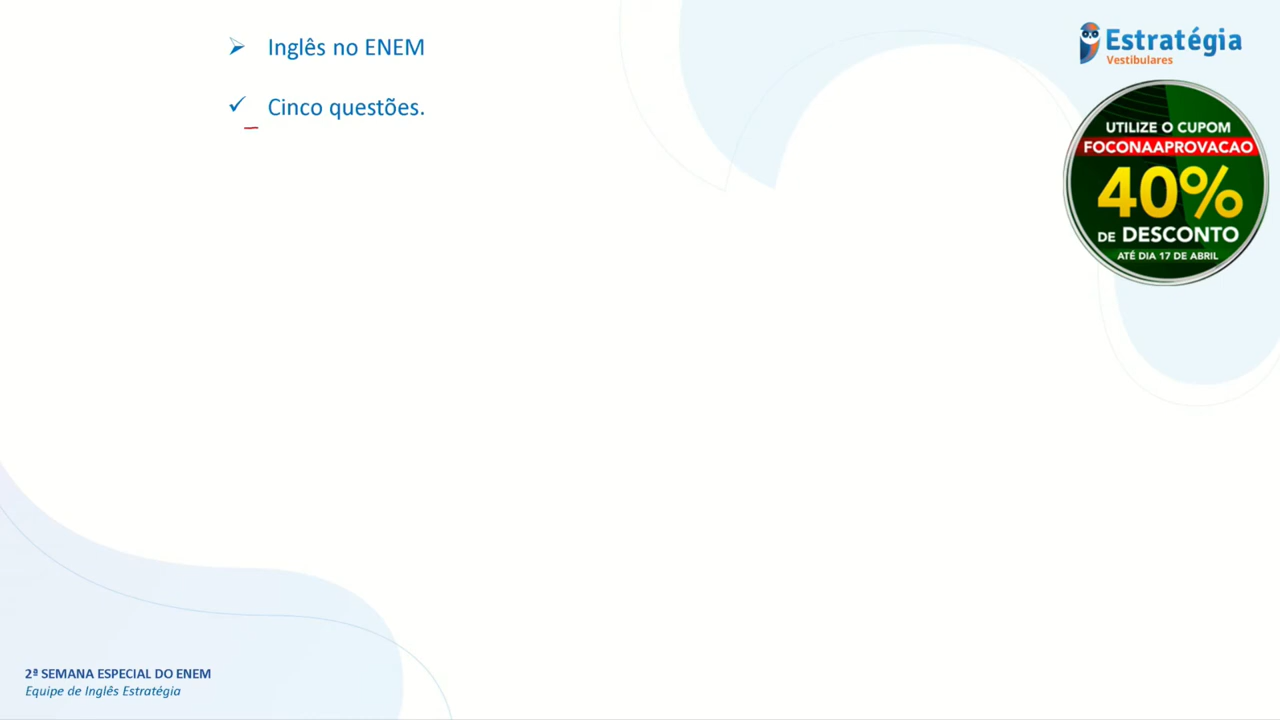 Inglês no ENEM
Cinco questões.
Estratégia
Vestibulares
UTILIZE O CUPOM
FOCONAAPROVACAO
40%
DE DESCONTO
ATÉ DIA 17 DE ABRIL
2ª SEMANA ESPECIAL DO ENEM
Equipe de Inglês Estratégia